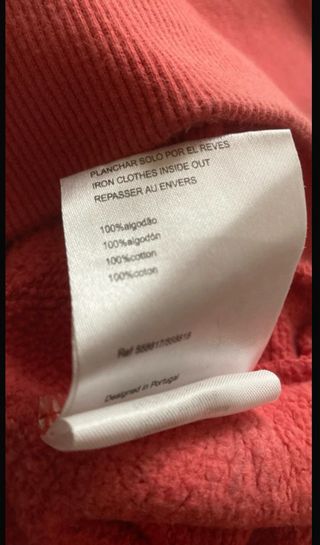 PLANCHAR SOLO POR EL REVES
IRON CLOTHES INSIDE OUT
REPASSER AU ENVERS
100%algodão
100%algodón
100%cotton
100%coton
Ref
Designed in Portugal